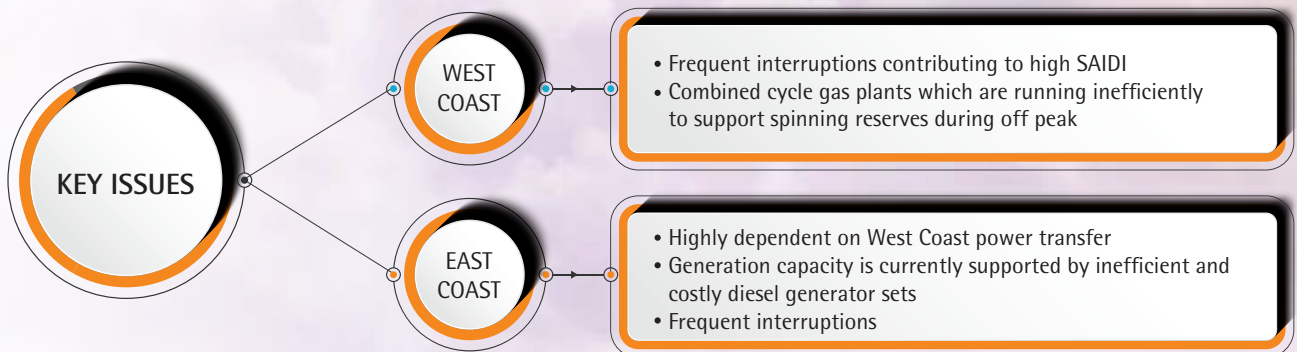 KEY ISSUES
WEST
COAST
• Frequent interruptions contributing to high SAIDI
• Combined cycle gas plants which are running inefficiently
to support spinning reserves during off peak
EAST
COAST
• Highly dependent on West Coast power transfer
• Generation capacity is currently supported by inefficient and
costly diesel generator sets
• Frequent interruptions